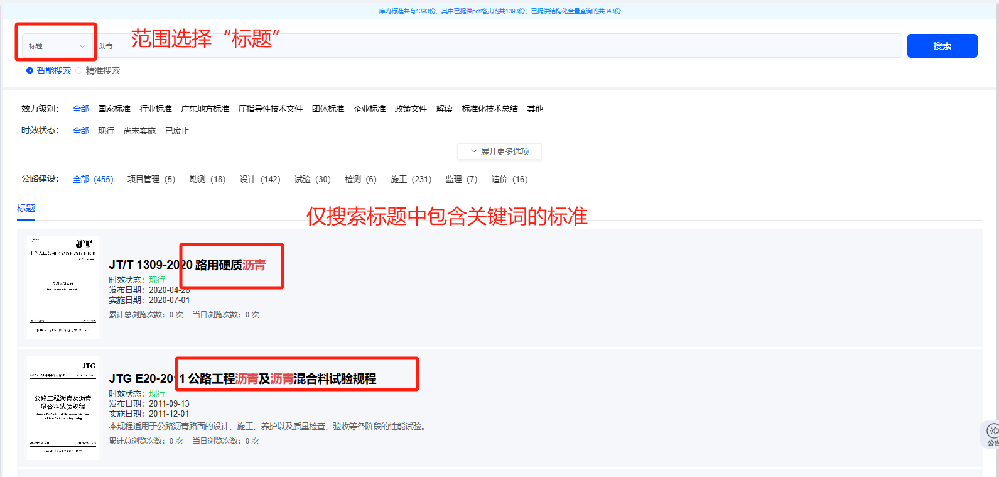 库内标准共有1393份，其中已提供pdf格式的共1393份，已提供结构化全量查询的共343份
标题 沥青 范围选择“标题” 搜索
智能搜索 精准搜索
效力级别： 全部 国家标准 行业标准 广东地方标准 厅指导性技术文件 团体标准 企业标准 政策文件 解读 标准化技术总结 其他
时效状态： 全部 现行 尚未实施 已废止
展开更多选项
公路建设： 全部（455） 项目管理（5） 勘测（18） 设计（142） 试验（30） 检测（6） 施工（231） 监理（7） 造价（16）
标题
仅搜索标题中包含关键词的标准
JT
路用硬质沥青
JT/T 1309-2020 路用硬质沥青
时效状态：现行
发布日期：2020-04-28
实施日期：2020-07-01
累计总浏览次数：0 次 当日浏览次数：0 次
JTG
公路工程沥青及沥青
混合料试验规程
JTG E20-2011 公路工程沥青及沥青混合料试验规程
时效状态：现行
发布日期：2011-09-13
实施日期：2011-12-01
本规程适用于公路沥青路面的设计、施工、养护以及质量检查、验收等各阶段的性能试验。
累计总浏览次数：0 次 当日浏览次数：0 次
公告